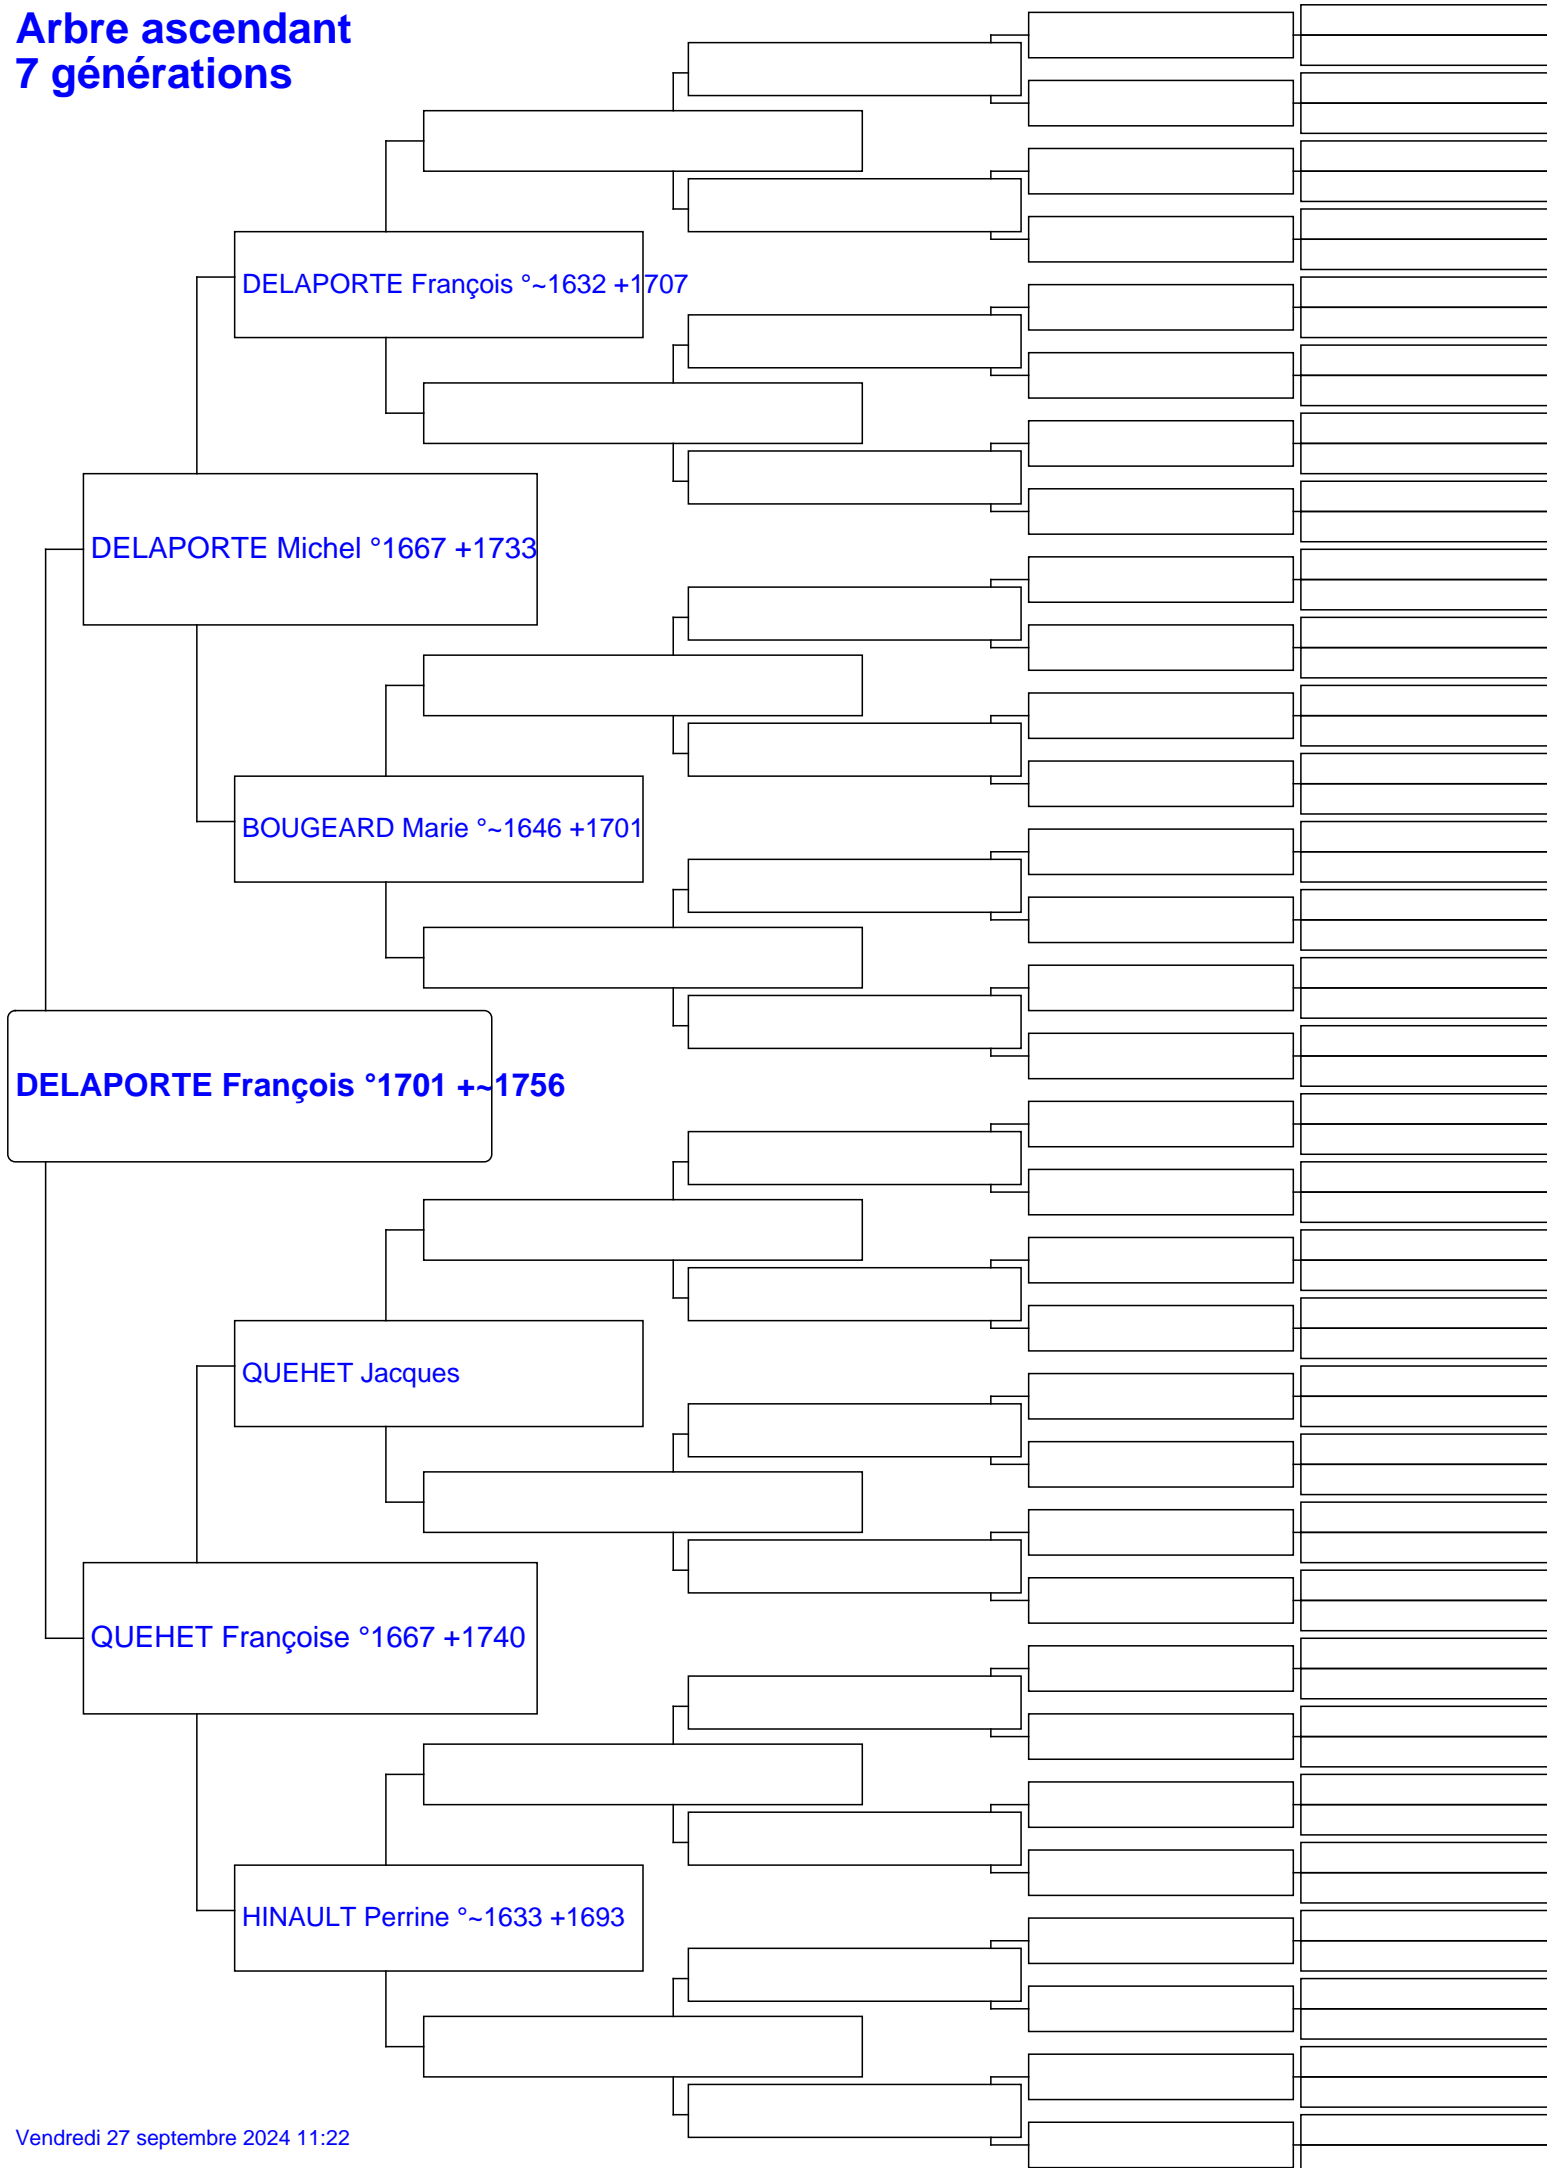 Arbre ascendant
7 générations
DELAPORTE François °~1632 +1707
DELAPORTE Michel °1667 +1733
BOUGEARD Marie °~1646 +1701
DELAPORTE François °1701 +~1756
QUEHET Jacques
QUEHET Françoise °1667 +1740
HINAULT Perrine °~1633 +1693
Vendredi 27 septembre 2024 11:22